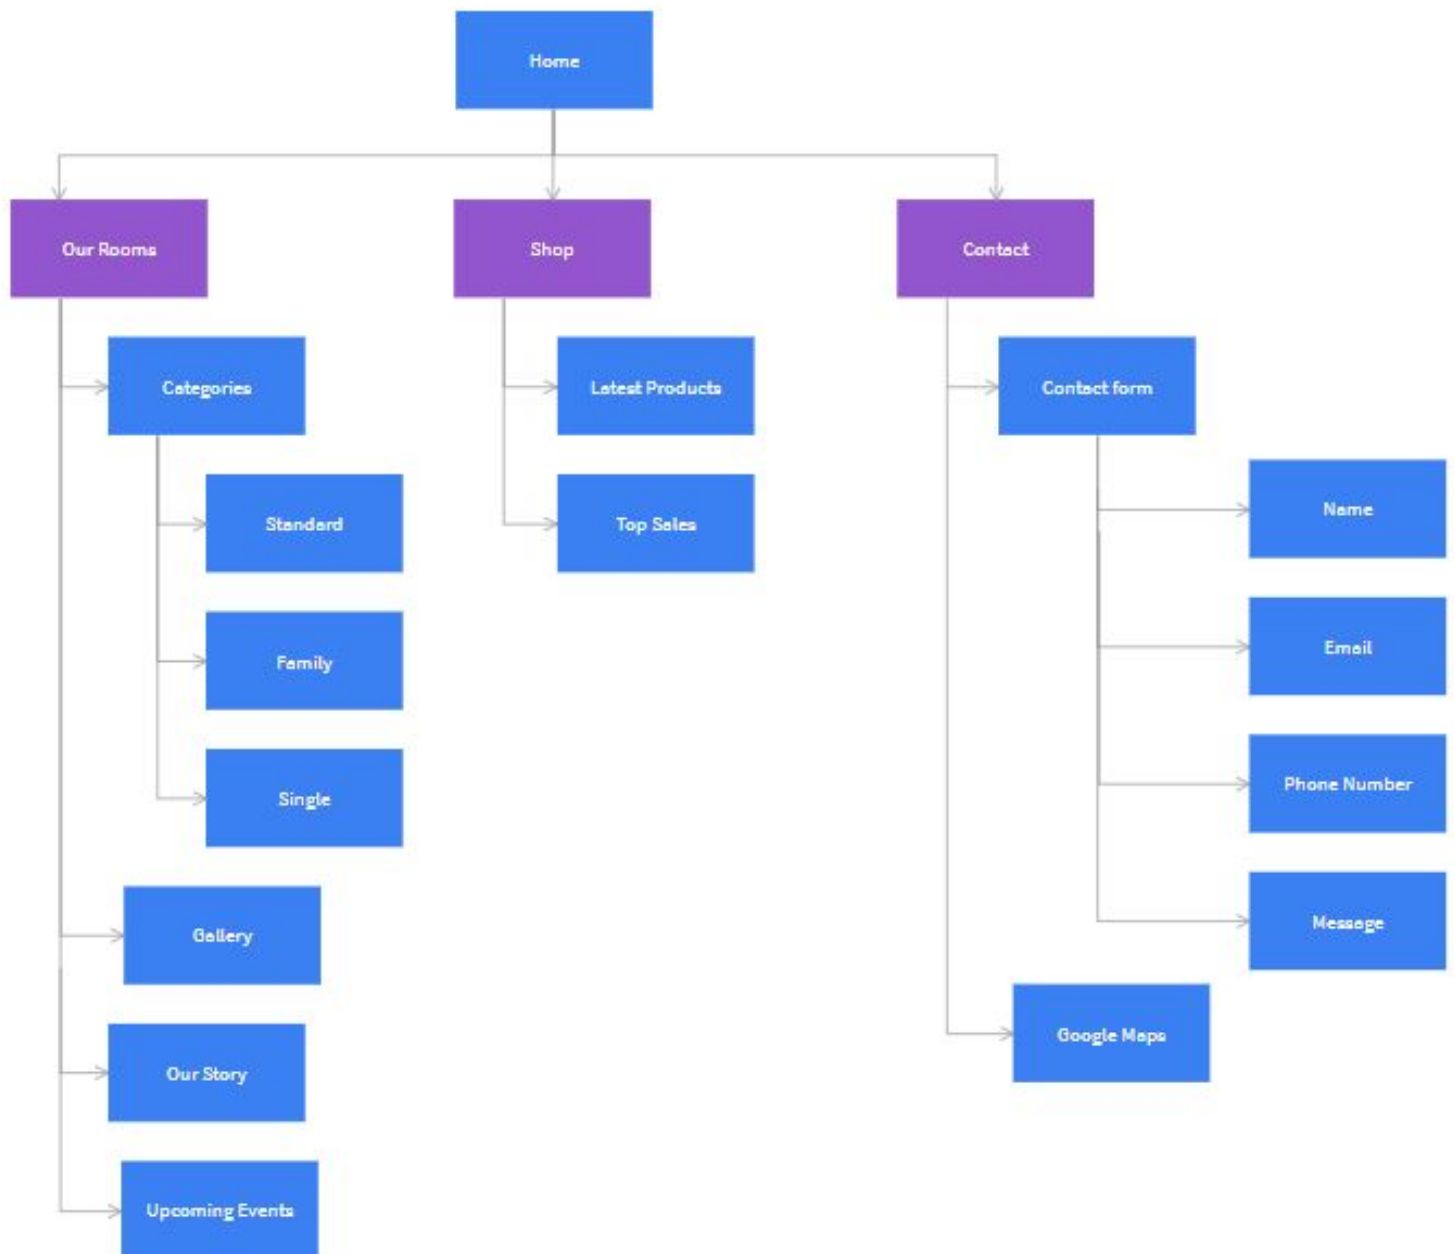 Home
Our Rooms
Shop
Contact
Categories
Standard
Family
Single
Gallery
Our Story
Upcoming Events
Latest Products
Top Sales
Contact form
Name
Email
Phone Number
Message
Google Maps